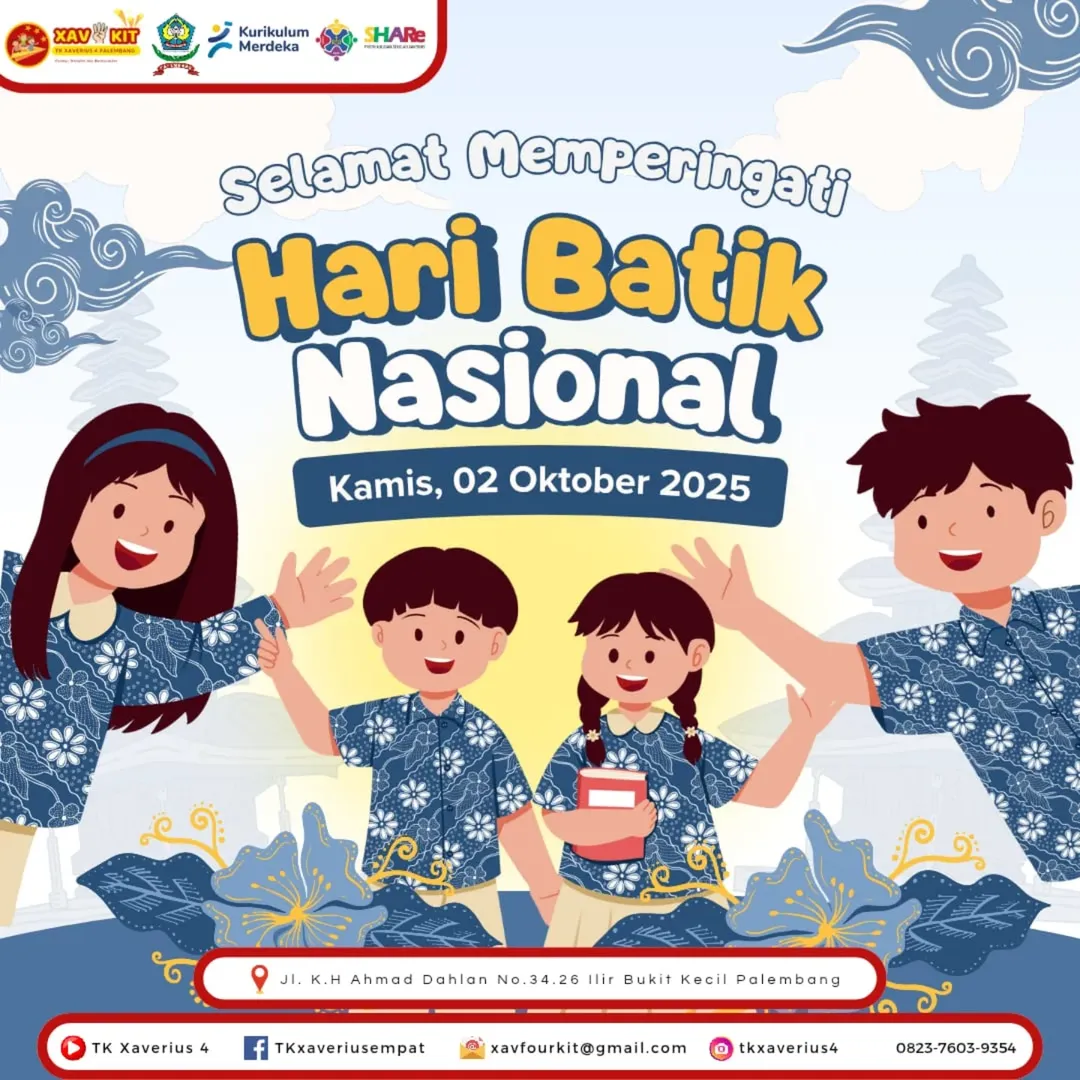 XAV KIT
TK XAVERIUS 4 PALEMBANG
Kurikulum
Merdeka
SHARe
Selamat Memperingati
Hari Batik
Nasional
Kamis, 02 Oktober 2025
Jl. K.H Ahmad Dahlan No.34.26 Ilir Bukit Kecil Palembang
TK Xaverius 4
TKxaveriusempat
xavfourkit@gmail.com
tkxaverius4
0823-7603-9354